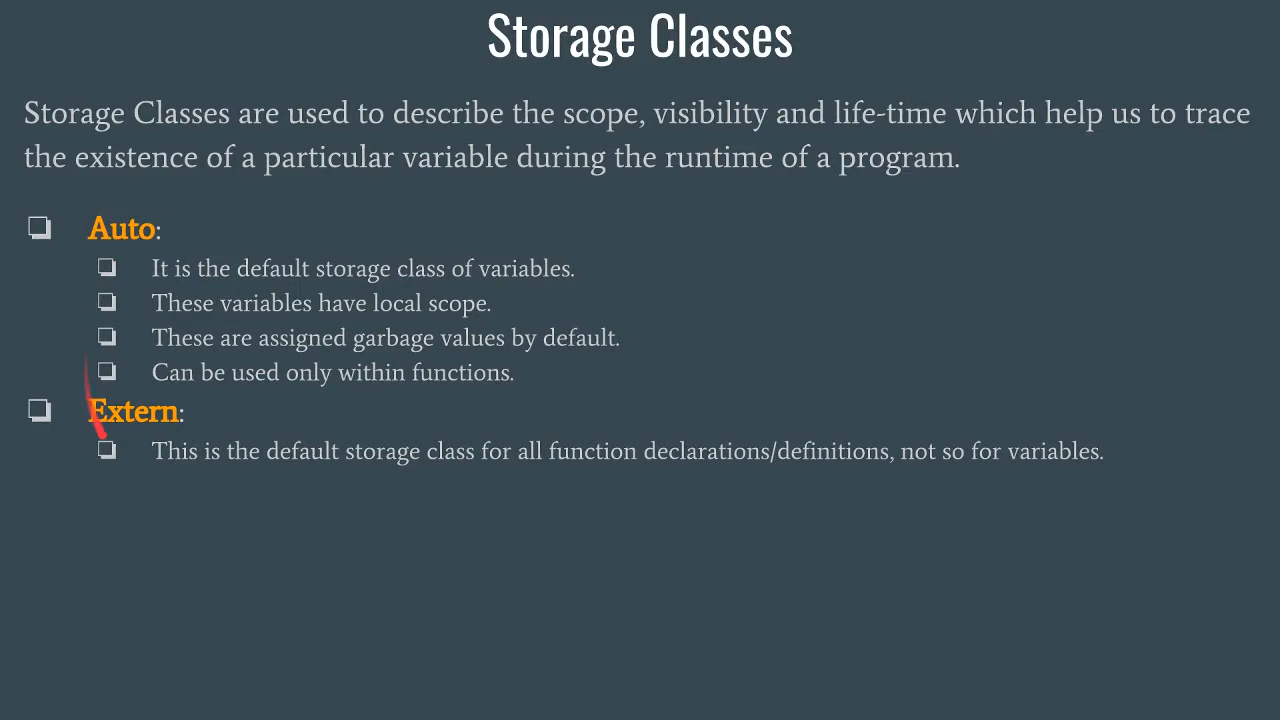 Storage Classes
Storage Classes are used to describe the scope, visibility and life-time which help us to trace
the existence of a particular variable during the runtime of a program.
Auto:
It is the default storage class of variables.
These variables have local scope.
These are assigned garbage values by default.
Can be used only within functions.
Extern:
This is the default storage class for all function declarations/definitions, not so for variables.